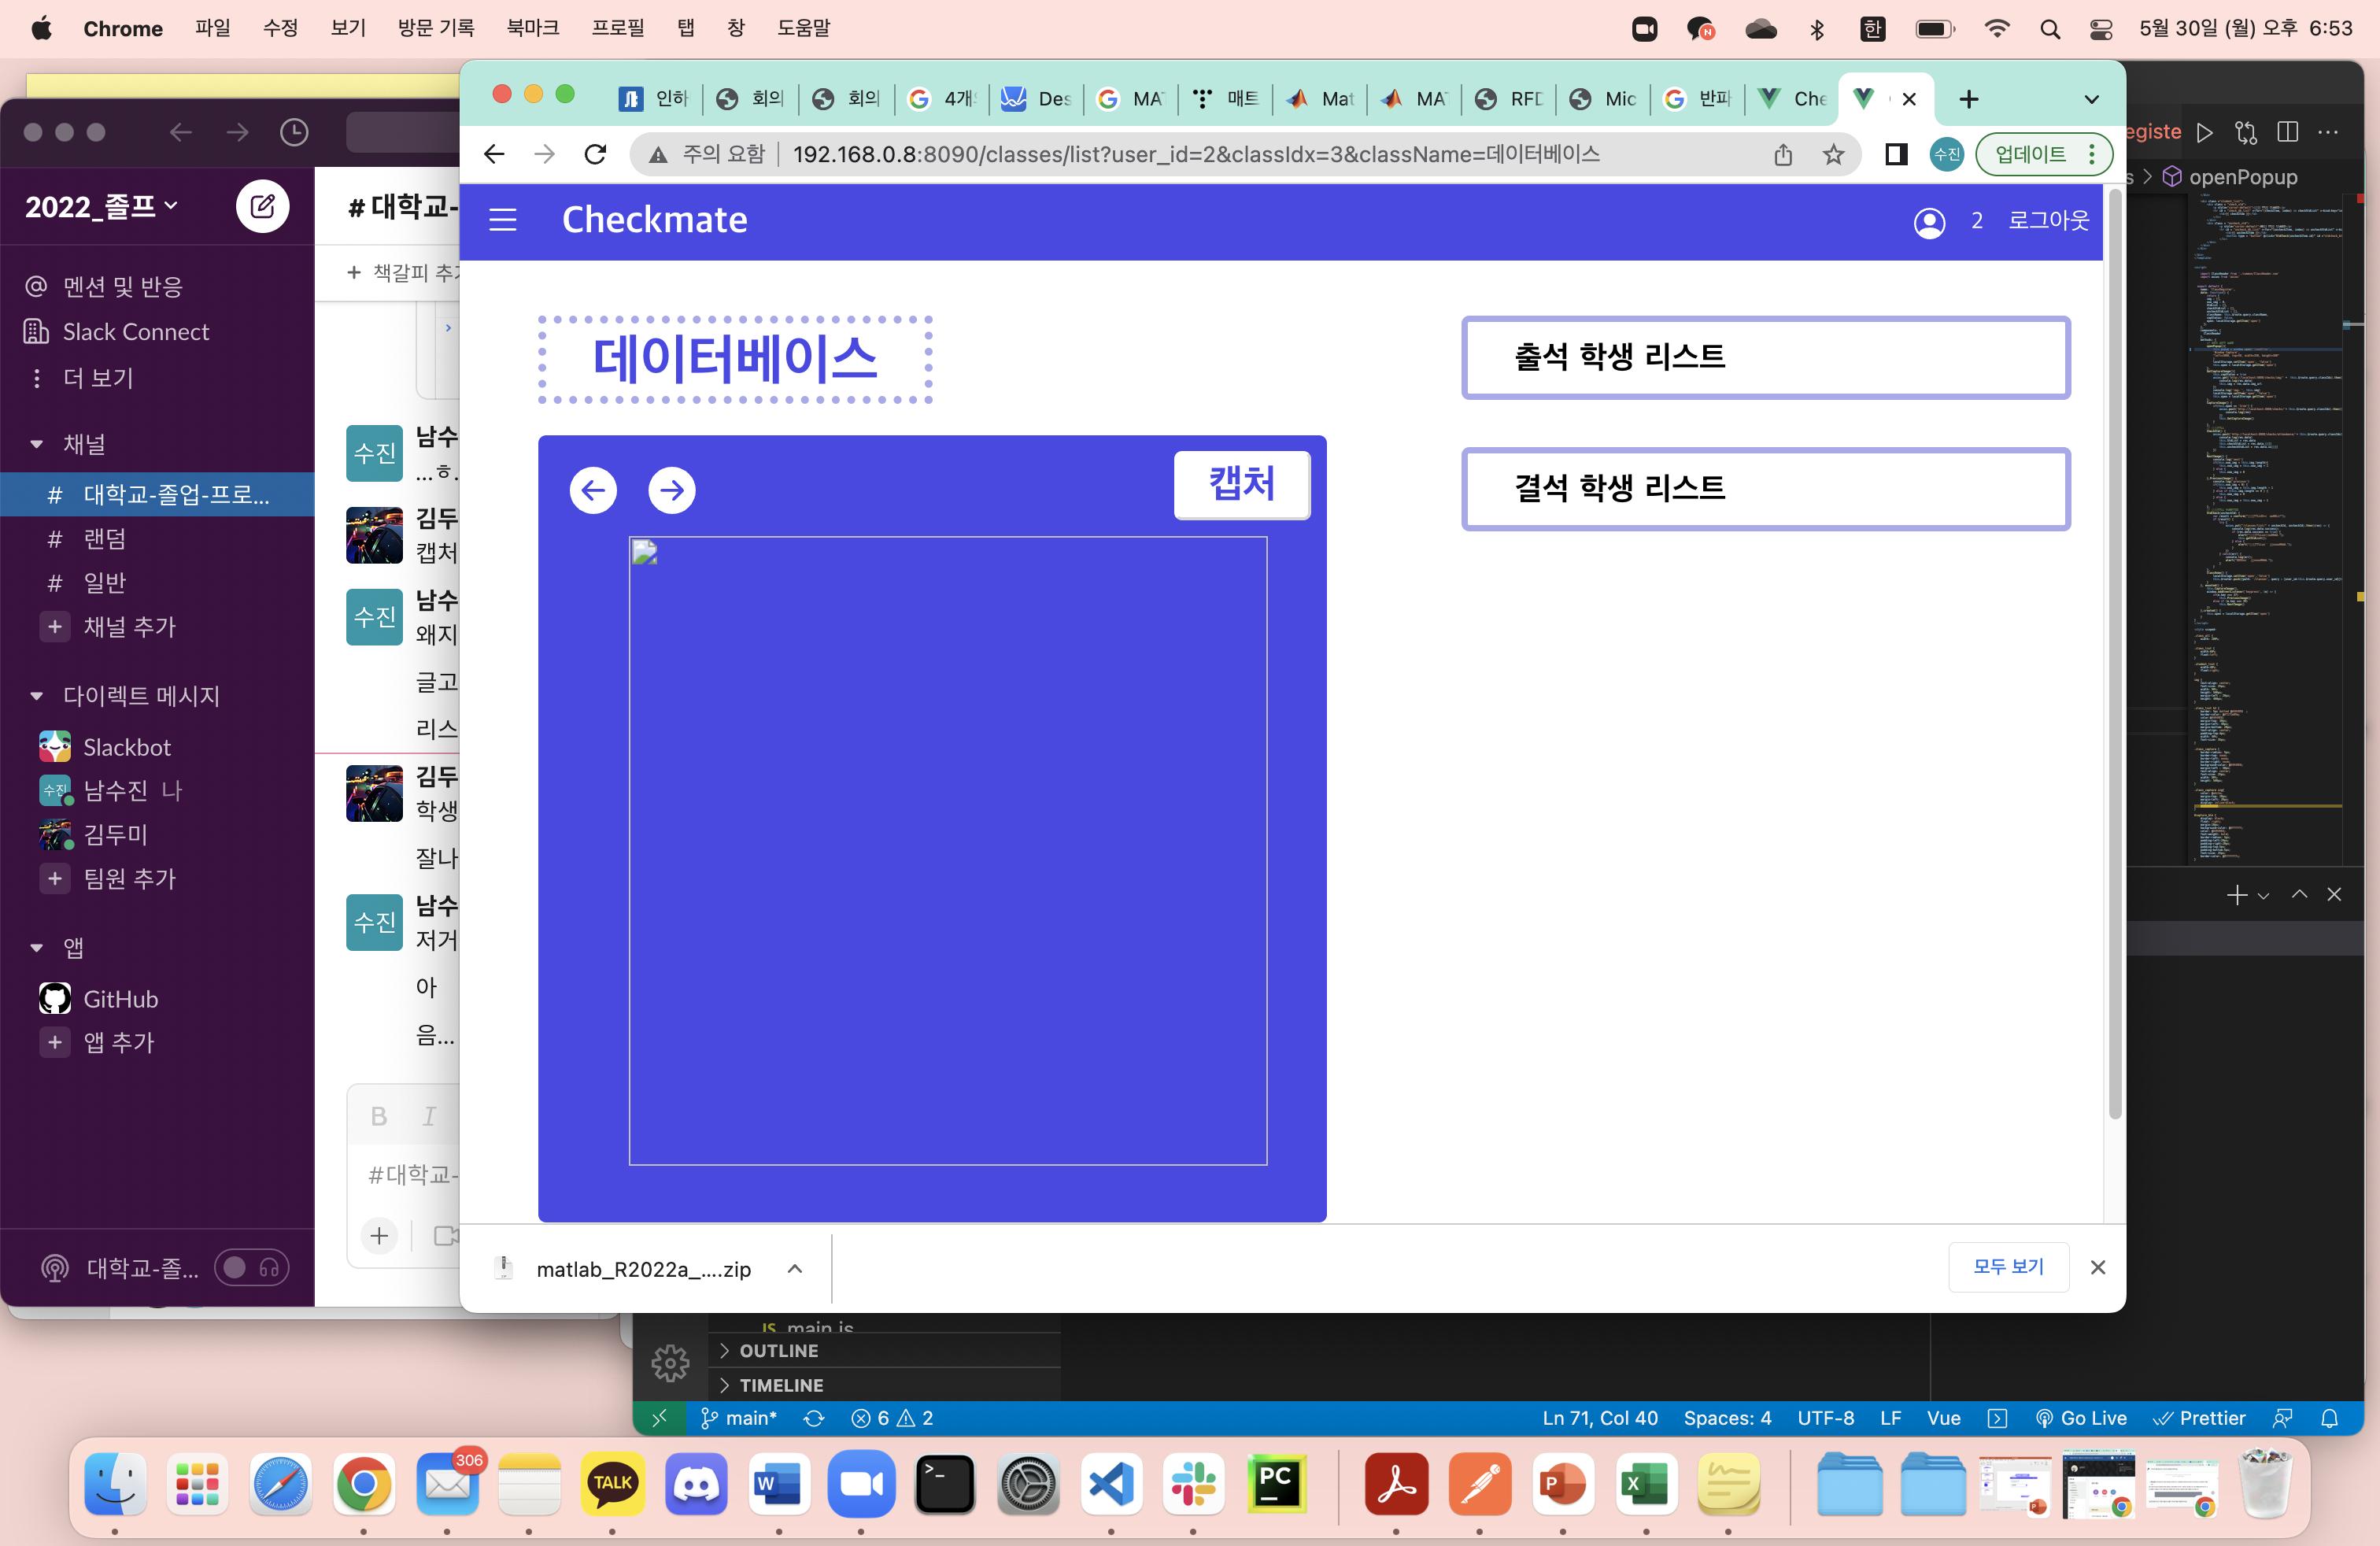 Chrome 파일 수정 보기 방문 기록 북마크 프로필 탭 창 도움말 한 5월 30일 (월) 오후 6:53
인하 회의 회의 4개 Des MAT 매트 Mat MAT RFD Mic 반파 Che
주의 요함 192.168.0.8:8090/classes/list?user_id=2&classIdx=3&className=데이터베이스 수진 업데이트
Checkmate 2 로그아웃
데이터베이스
캡처
출석 학생 리스트
결석 학생 리스트
matlab_R2022a_....zip 모두 보기
2022_졸프
멘션 및 반응
Slack Connect
더 보기
채널
# 대학교-졸업-프로...
# 랜덤
# 일반
+ 채널 추가
다이렉트 메시지
Slackbot
수진 남수진 나
김두미
+ 팀원 추가
앱
GitHub
+ 앱 추가
대학교-졸...
# 대학교-
+ 책갈피 추가
수진 남수
...ㅎ.
김두
캡처
수진 남수
왜지
글고
리스
김두
학생
잘나
수진 남수
저거
아
음...
B I
#대학교-
egiste
s > openPopup
JS main.js
OUTLINE
TIMELINE
main* 6 2 Ln 71, Col 40 Spaces: 4 UTF-8 LF Vue Go Live Prettier
306
TALK
W
PC
P
X